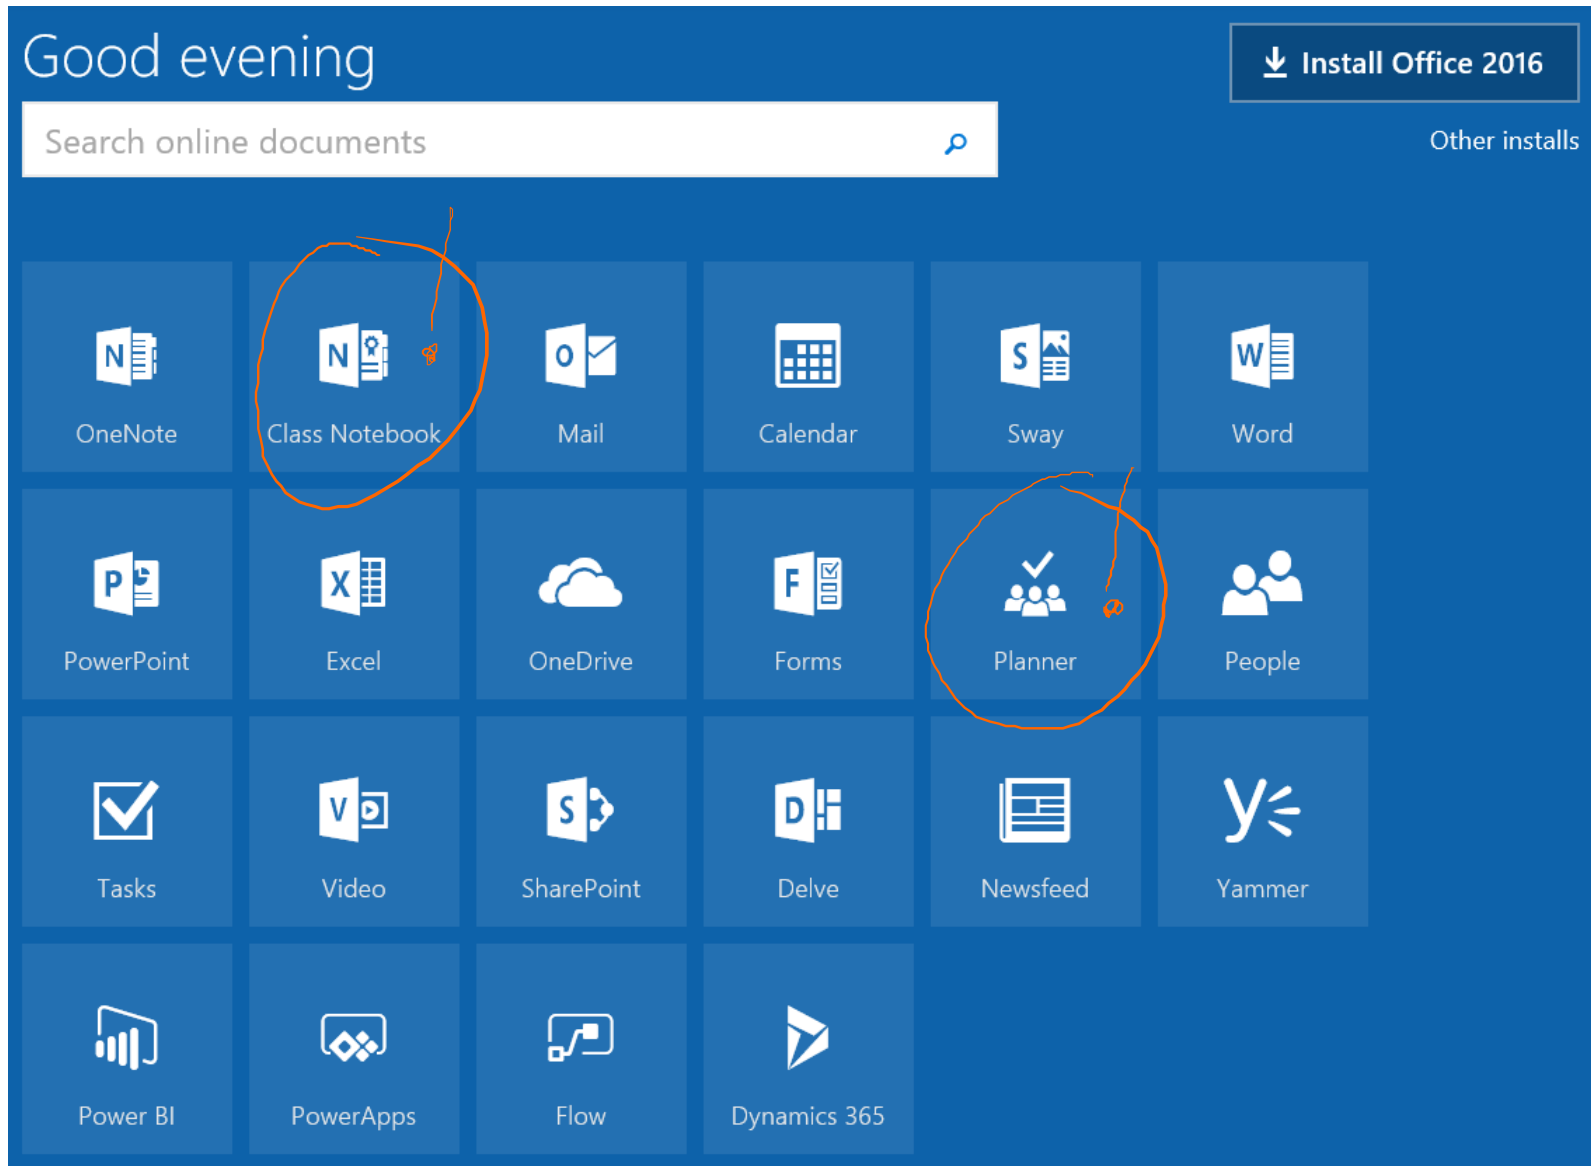 Good evening
Install Office 2016
Search online documents
Other installs
OneNote
Class Notebook
Mail
Calendar
Sway
Word
PowerPoint
Excel
OneDrive
Forms
Planner
People
Tasks
Video
SharePoint
Delve
Newsfeed
Yammer
Power BI
PowerApps
Flow
Dynamics 365